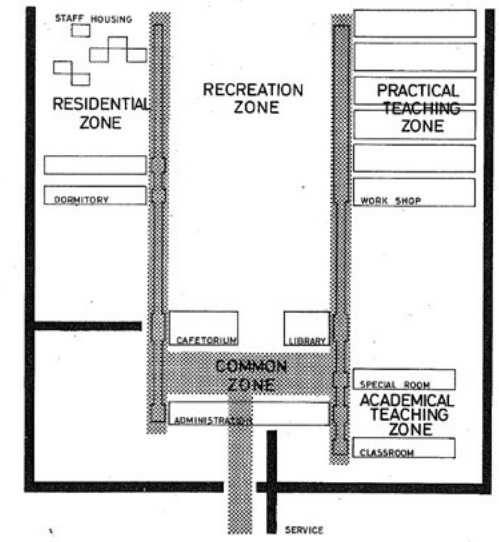 STAFF HOUSING
RESIDENTIAL
ZONE
DORMITORY
RECREATION
ZONE
PRACTICAL
TEACHING
ZONE
WORK SHOP
CAFETORIUM
LIBRARY
COMMON
ZONE
ADMINISTRATION
SPECIAL ROOM
ACADEMICAL
TEACHING
ZONE
CLASSROOM
SERVICE